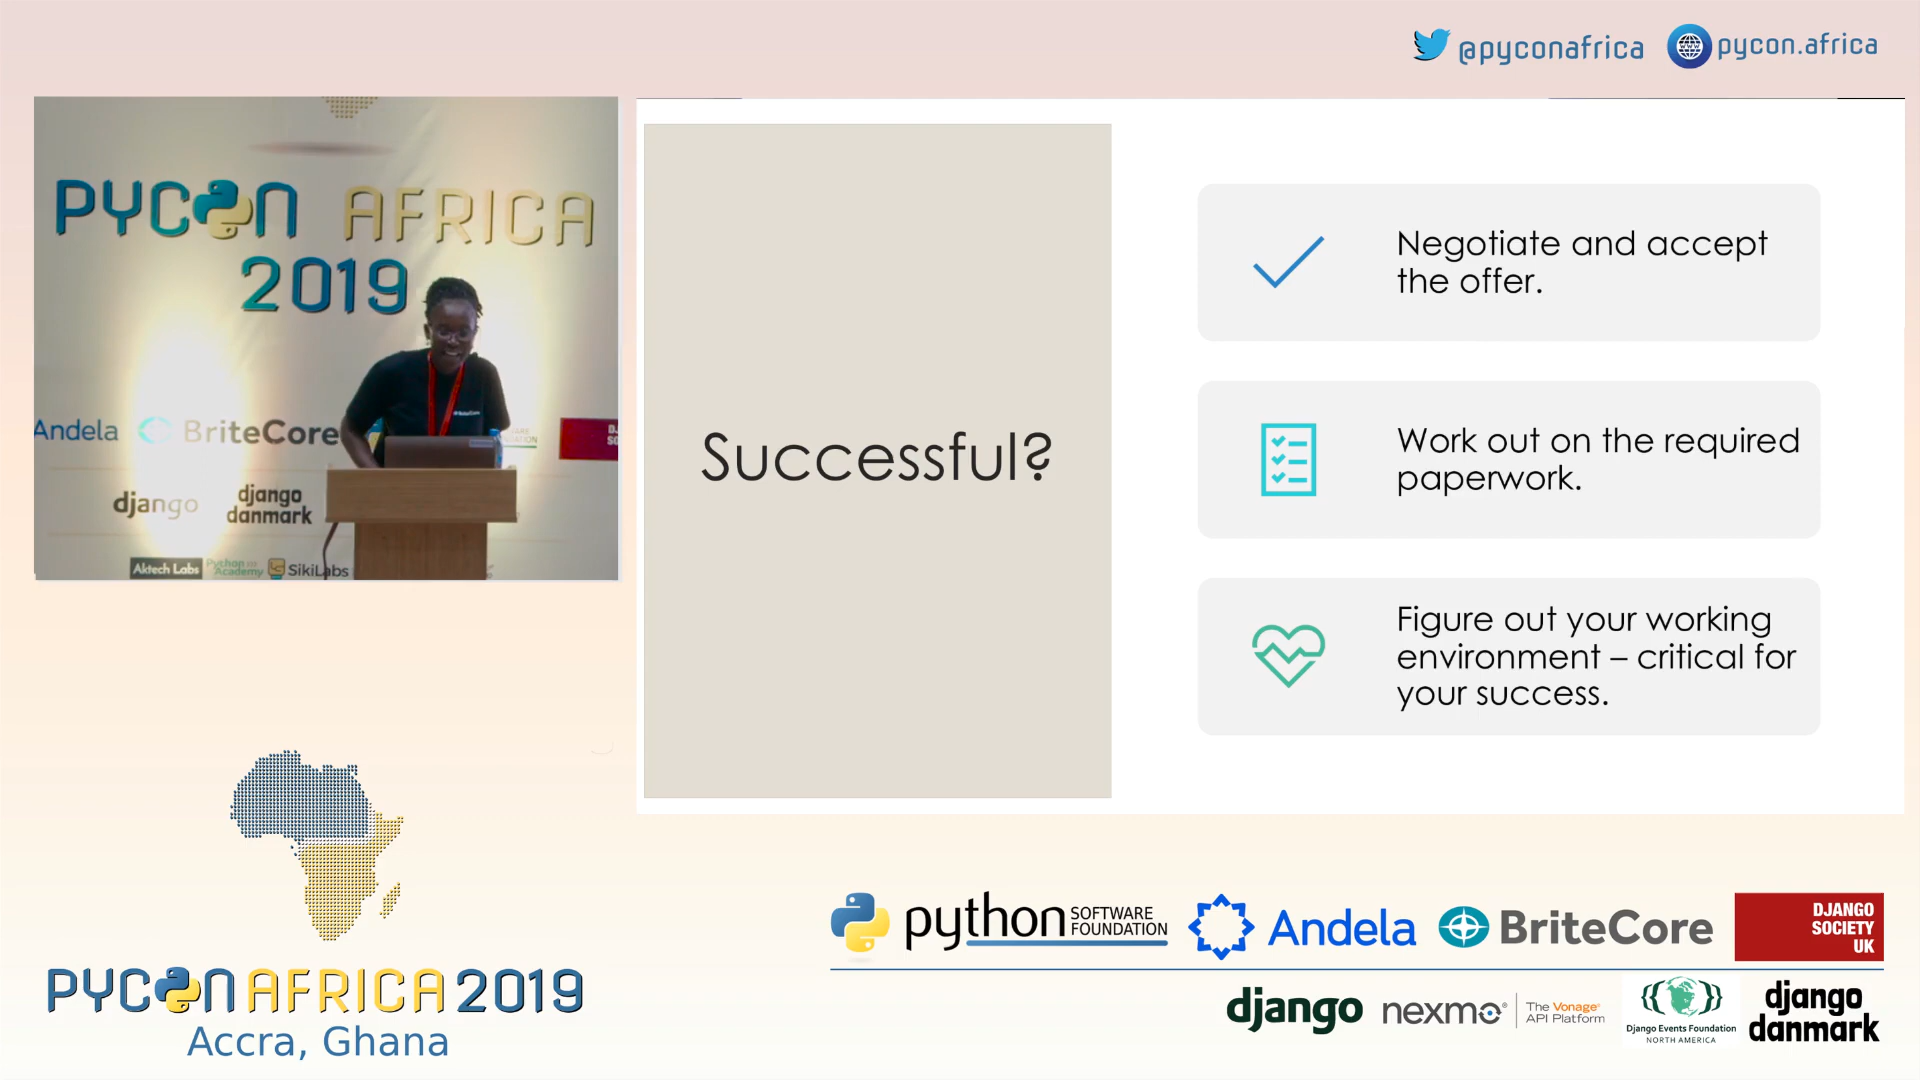 @pyconafrica
pycon.africa
PYCON AFRICA
2019
Andela
BriteCore
django
django
danmark
Aktech Labs
Python
Academy
SikiLabs
Successful?
Negotiate and accept
the offer.
Work out on the required
paperwork.
Figure out your working
environment – critical for
your success.
PYCON AFRICA 2019
Accra, Ghana
python
SOFTWARE
FOUNDATION
Andela
BriteCore
DJANGO
SOCIETY
UK
django
nexmo
The Vonage
API Platform
Django Events Foundation
NORTH AMERICA
django
danmark